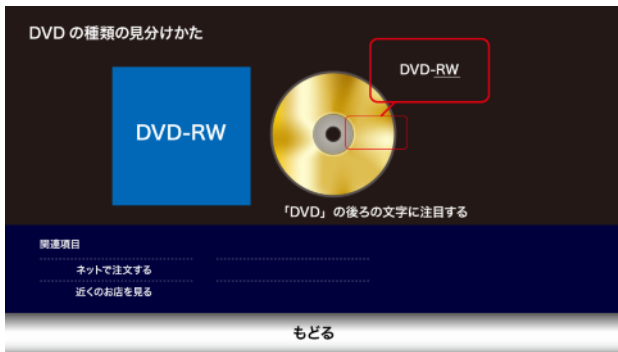 DVD の種類の見分けかた
DVD-RW
DVD-RW
「DVD」の後ろの文字に注目する
関連項目
ネットで注文する
近くのお店を見る
もどる